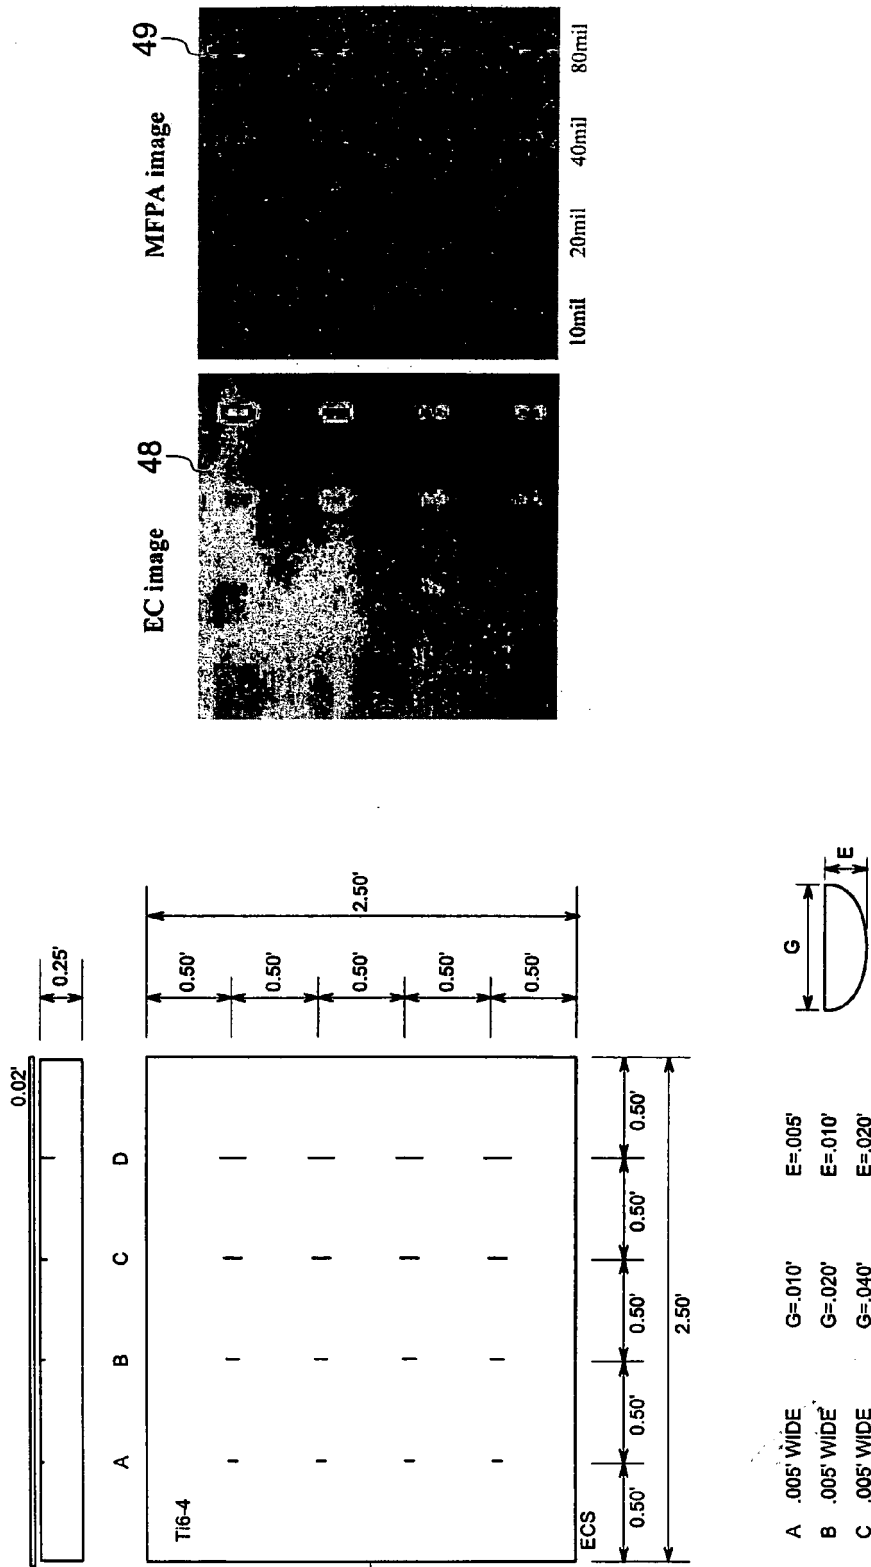 0.02'
0.25'
A B C D
Ti6-4
ECS
0.50'
0.50'
0.50'
0.50'
0.50'
2.50'
0.50' 0.50' 0.50' 0.50' 0.50'
2.50'
A .005' WIDE G=.010' E=.005'
B .005' WIDE G=.020' E=.010'
C .005' WIDE G=.040' E=.020'
G
E
EC image
48
MFPA image
49
10mil 20mil 40mil 80mil